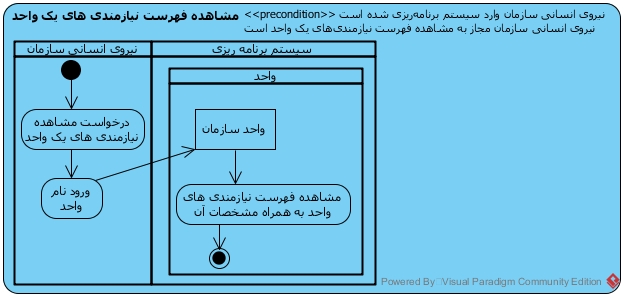 مشاهده فهرست نیازمندی های یک واحد
<<precondition>> نیروی انسانی سازمان وارد سیستم برنامه‌ریزی شده است
نیروی انسانی سازمان مجاز به مشاهده فهرست نیازمندی‌های یک واحد است
نیروی انسانی سازمان
سیستم برنامه ریزی
واحد
درخواست مشاهده
نیازمندی های یک واحد
واحد سازمان
ورود نام
واحد
مشاهده فهرست نیازمندی های
واحد به همراه مشخصات آن
Powered By Visual Paradigm Community Edition